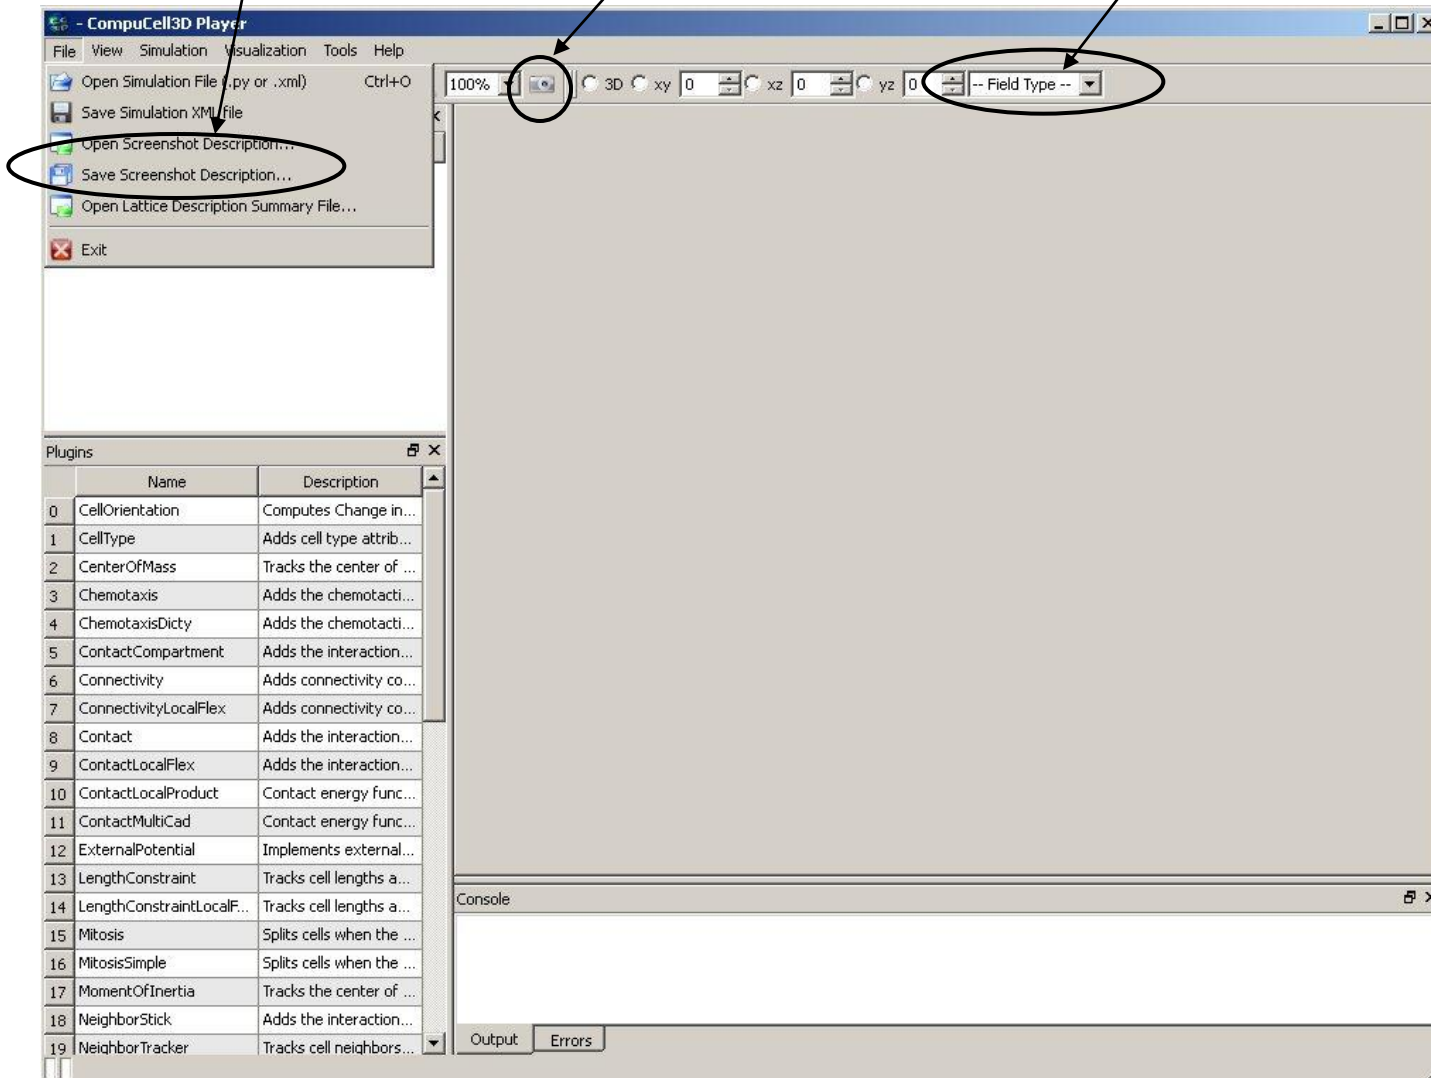 - CompuCell3D Player
File View Simulation Visualization Tools Help
Open Simulation File (.py or .xml) Ctrl+O
100% 3D xy 0 xz 0 yz 0 -- Field Type --
Save Simulation XML file
Open Screenshot Description...
Save Screenshot Description...
Open Lattice Description Summary File...
Exit
Plugins
Name Description
0 CellOrientation Computes Change in...
1 CellType Adds cell type attrib...
2 CenterOfMass Tracks the center of ...
3 Chemotaxis Adds the chemotacti...
4 ChemotaxisDicty Adds the chemotacti...
5 ContactCompartment Adds the interaction...
6 Connectivity Adds connectivity co...
7 ConnectivityLocalFlex Adds connectivity co...
8 Contact Adds the interaction...
9 ContactLocalFlex Adds the interaction...
10 ContactLocalProduct Contact energy func...
11 ContactMultiCad Contact energy func...
12 ExternalPotential Implements external...
13 LengthConstraint Tracks cell lengths a...
14 LengthConstraintLocalF... Tracks cell lengths a...
15 Mitosis Splits cells when the ...
16 MitosisSimple Splits cells when the ...
17 MomentOfInertia Tracks the center of ...
18 NeighborStick Adds the interaction...
19 NeighborTracker Tracks cell neighbors...
Console
Output Errors